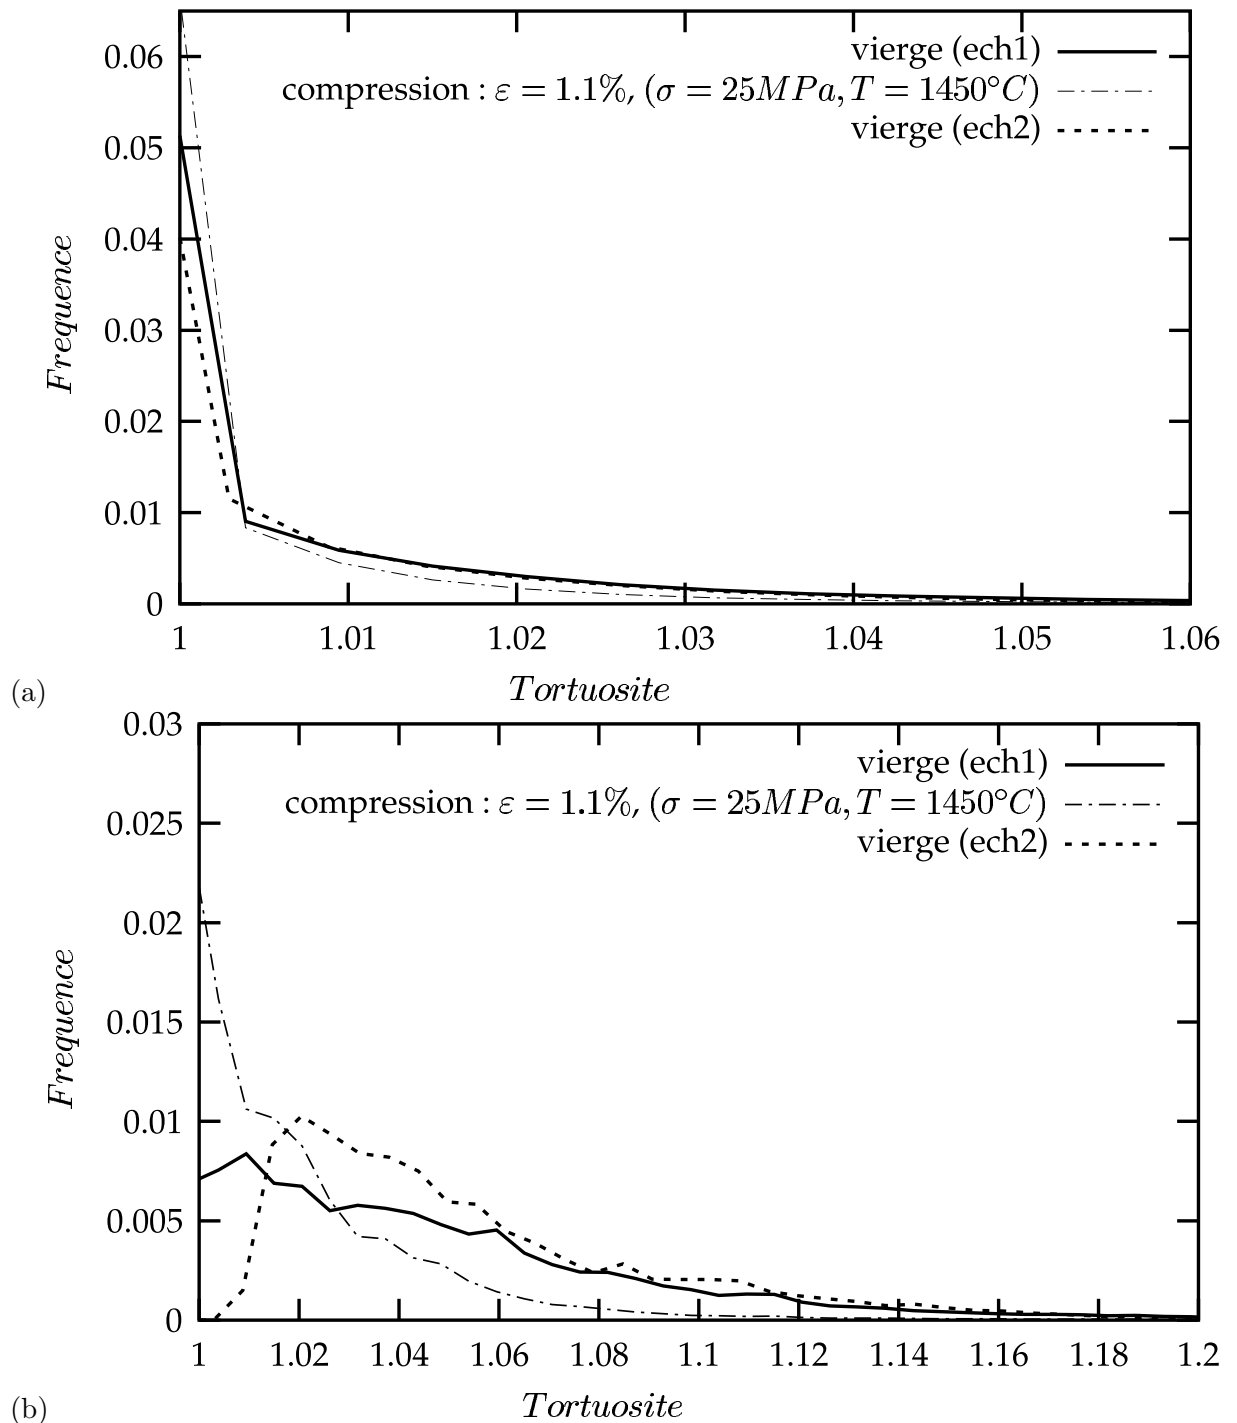 0.06
0.05
0.04
0.03
0.02
0.01
0
Frequence
vierge (ech1)
compression : ε = 1.1%, (σ = 25MPa, T = 1450°C)
vierge (ech2)
1 1.01 1.02 1.03 1.04 1.05 1.06
(a)
Tortuosite
0.03
0.025
0.02
0.015
0.01
0.005
0
Frequence
vierge (ech1)
compression : ε = 1.1%, (σ = 25MPa, T = 1450°C)
vierge (ech2)
1 1.02 1.04 1.06 1.08 1.1 1.12 1.14 1.16 1.18 1.2
(b)
Tortuosite